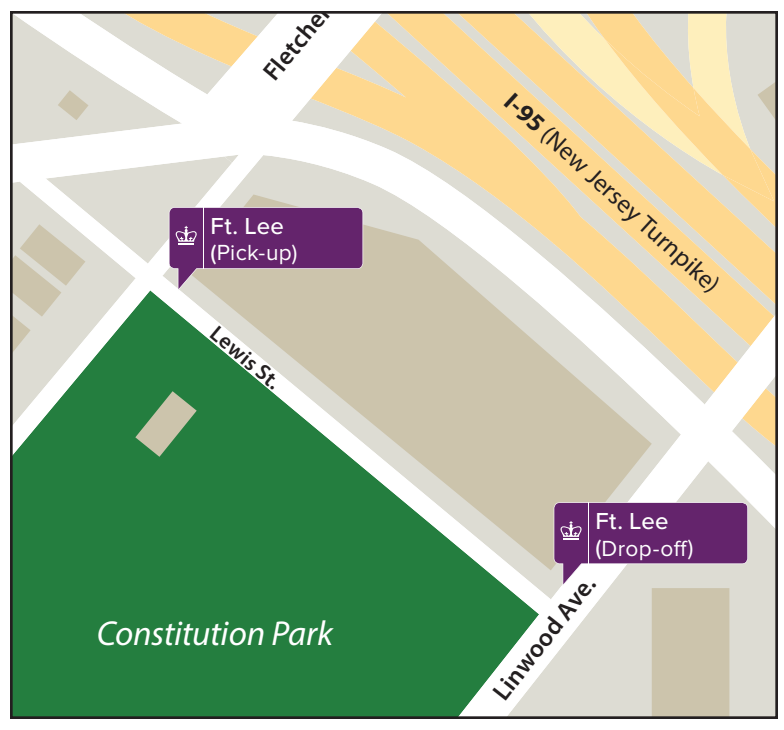 Fletcher
I-95 (New Jersey Turnpike)
Ft. Lee
(Pick-up)
Lewis St.
Ft. Lee
(Drop-off)
Linwood Ave.
Constitution Park